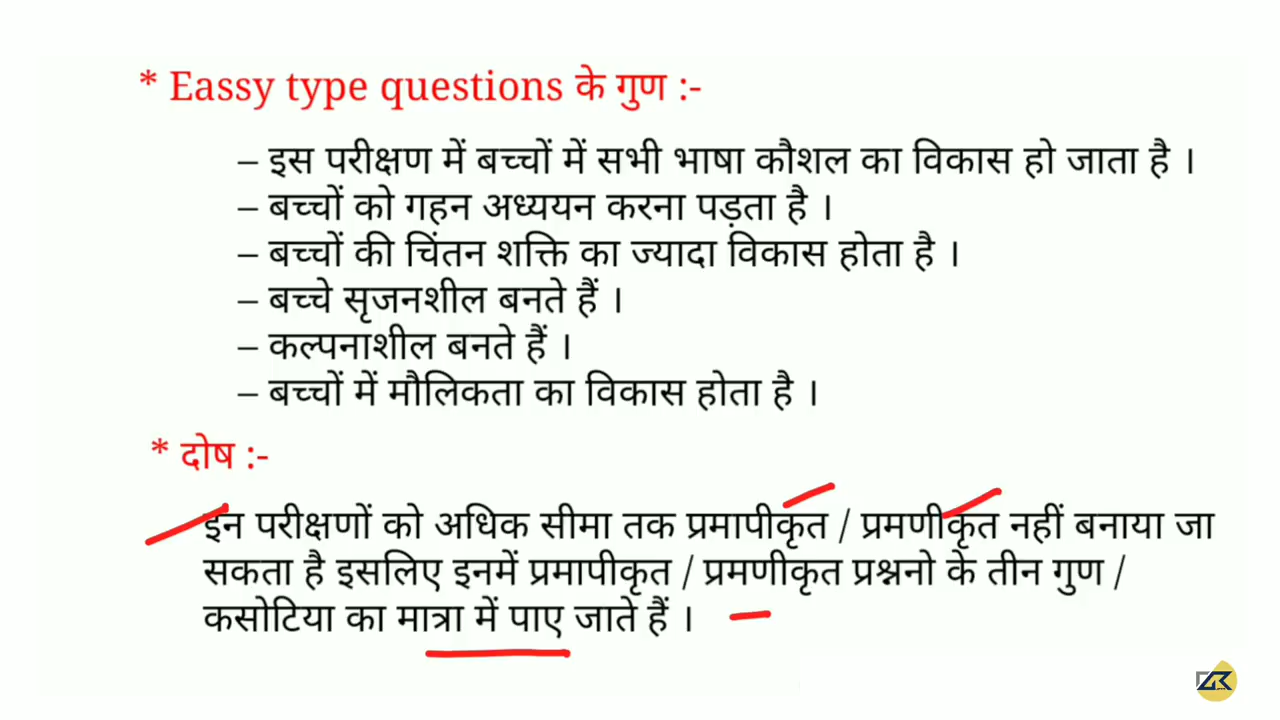 * Eassy type questions के गुण :-
– इस परीक्षण में बच्चों में सभी भाषा कौशल का विकास हो जाता है ।
– बच्चों को गहन अध्ययन करना पड़ता है ।
– बच्चों की चिंतन शक्ति का ज्यादा विकास होता है ।
– बच्चे सृजनशील बनते हैं ।
– कल्पनाशील बनते हैं ।
– बच्चों में मौलिकता का विकास होता है ।
* दोष :-
इन परीक्षणों को अधिक सीमा तक प्रमापीकृत / प्रमणीकृत नहीं बनाया जा
सकता है इसलिए इनमें प्रमापीकृत / प्रमणीकृत प्रश्ननो के तीन गुण /
कसोटिया का मात्रा में पाए जाते हैं ।